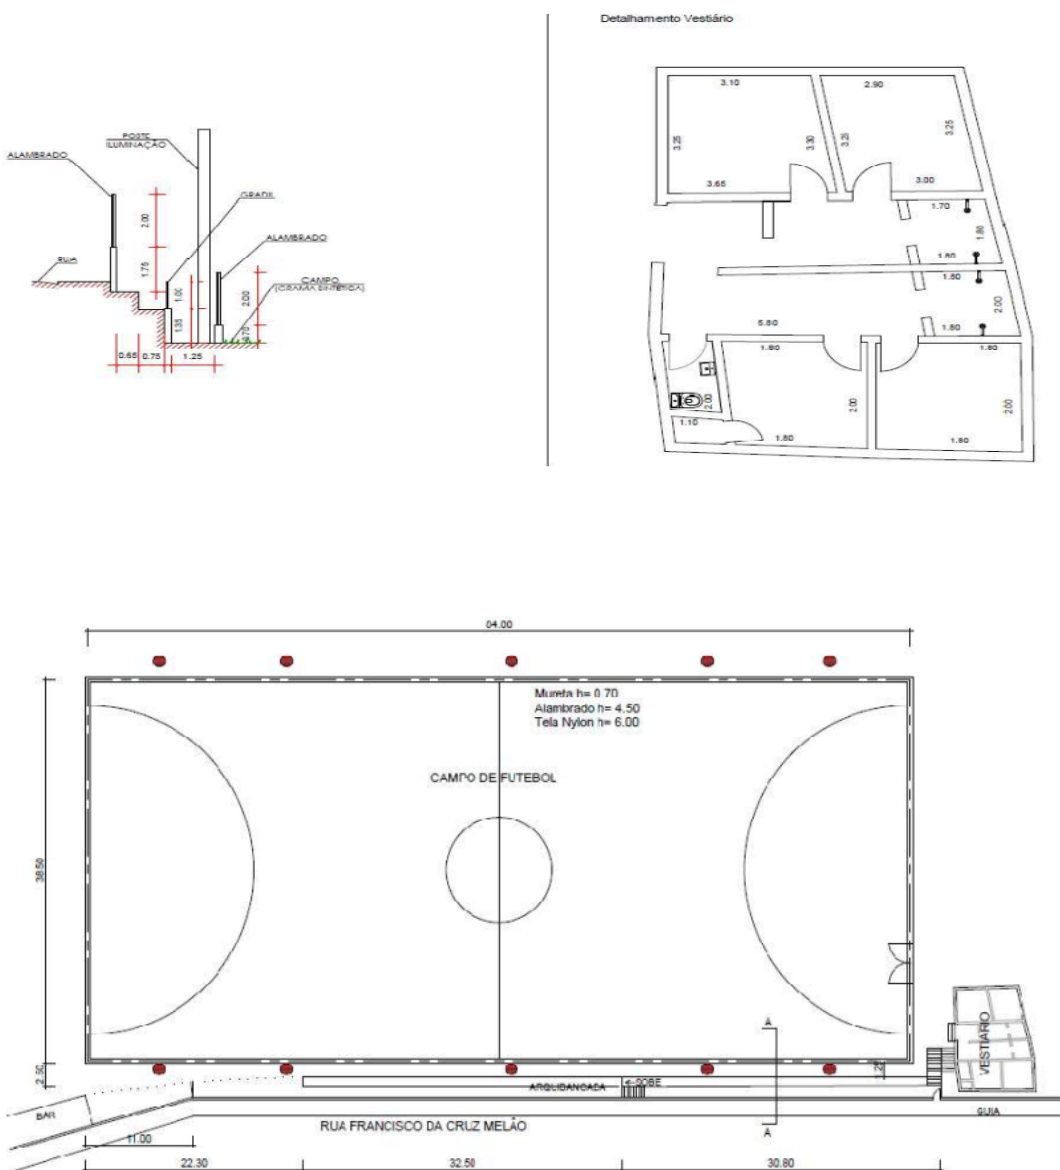 Detalhamento Vestiário
POSTE
ILUMINAÇÃO
ALAMBRADO
GRADIL
2.00
ALAMBRADO
RUA
1.75
1.00
CAMPO
(GRAMA SINTÉTICA)
2.00
1.35
0.70
0.65
0.75
1.25
3.10
2.90
3.25
3.30
3.25
3.25
3.65
3.00
1.70
1.80
1.80
1.80
2.00
5.80
1.80
1.80
1.80
2.00
2.00
2.00
1.10
1.80
1.80
84.00
Mureta h= 0.70
Alambrado h= 4.50
Tela Nylon h= 6.00
CAMPO DE FUTEBOL
38.50
A
VESTIÁRIO
2.50
1.25
ARQUIBANCADA
SOBE
BAR
GUIA
RUA FRANCISCO DA CRUZ MELÃO
A
11.00
22.30
32.50
30.80